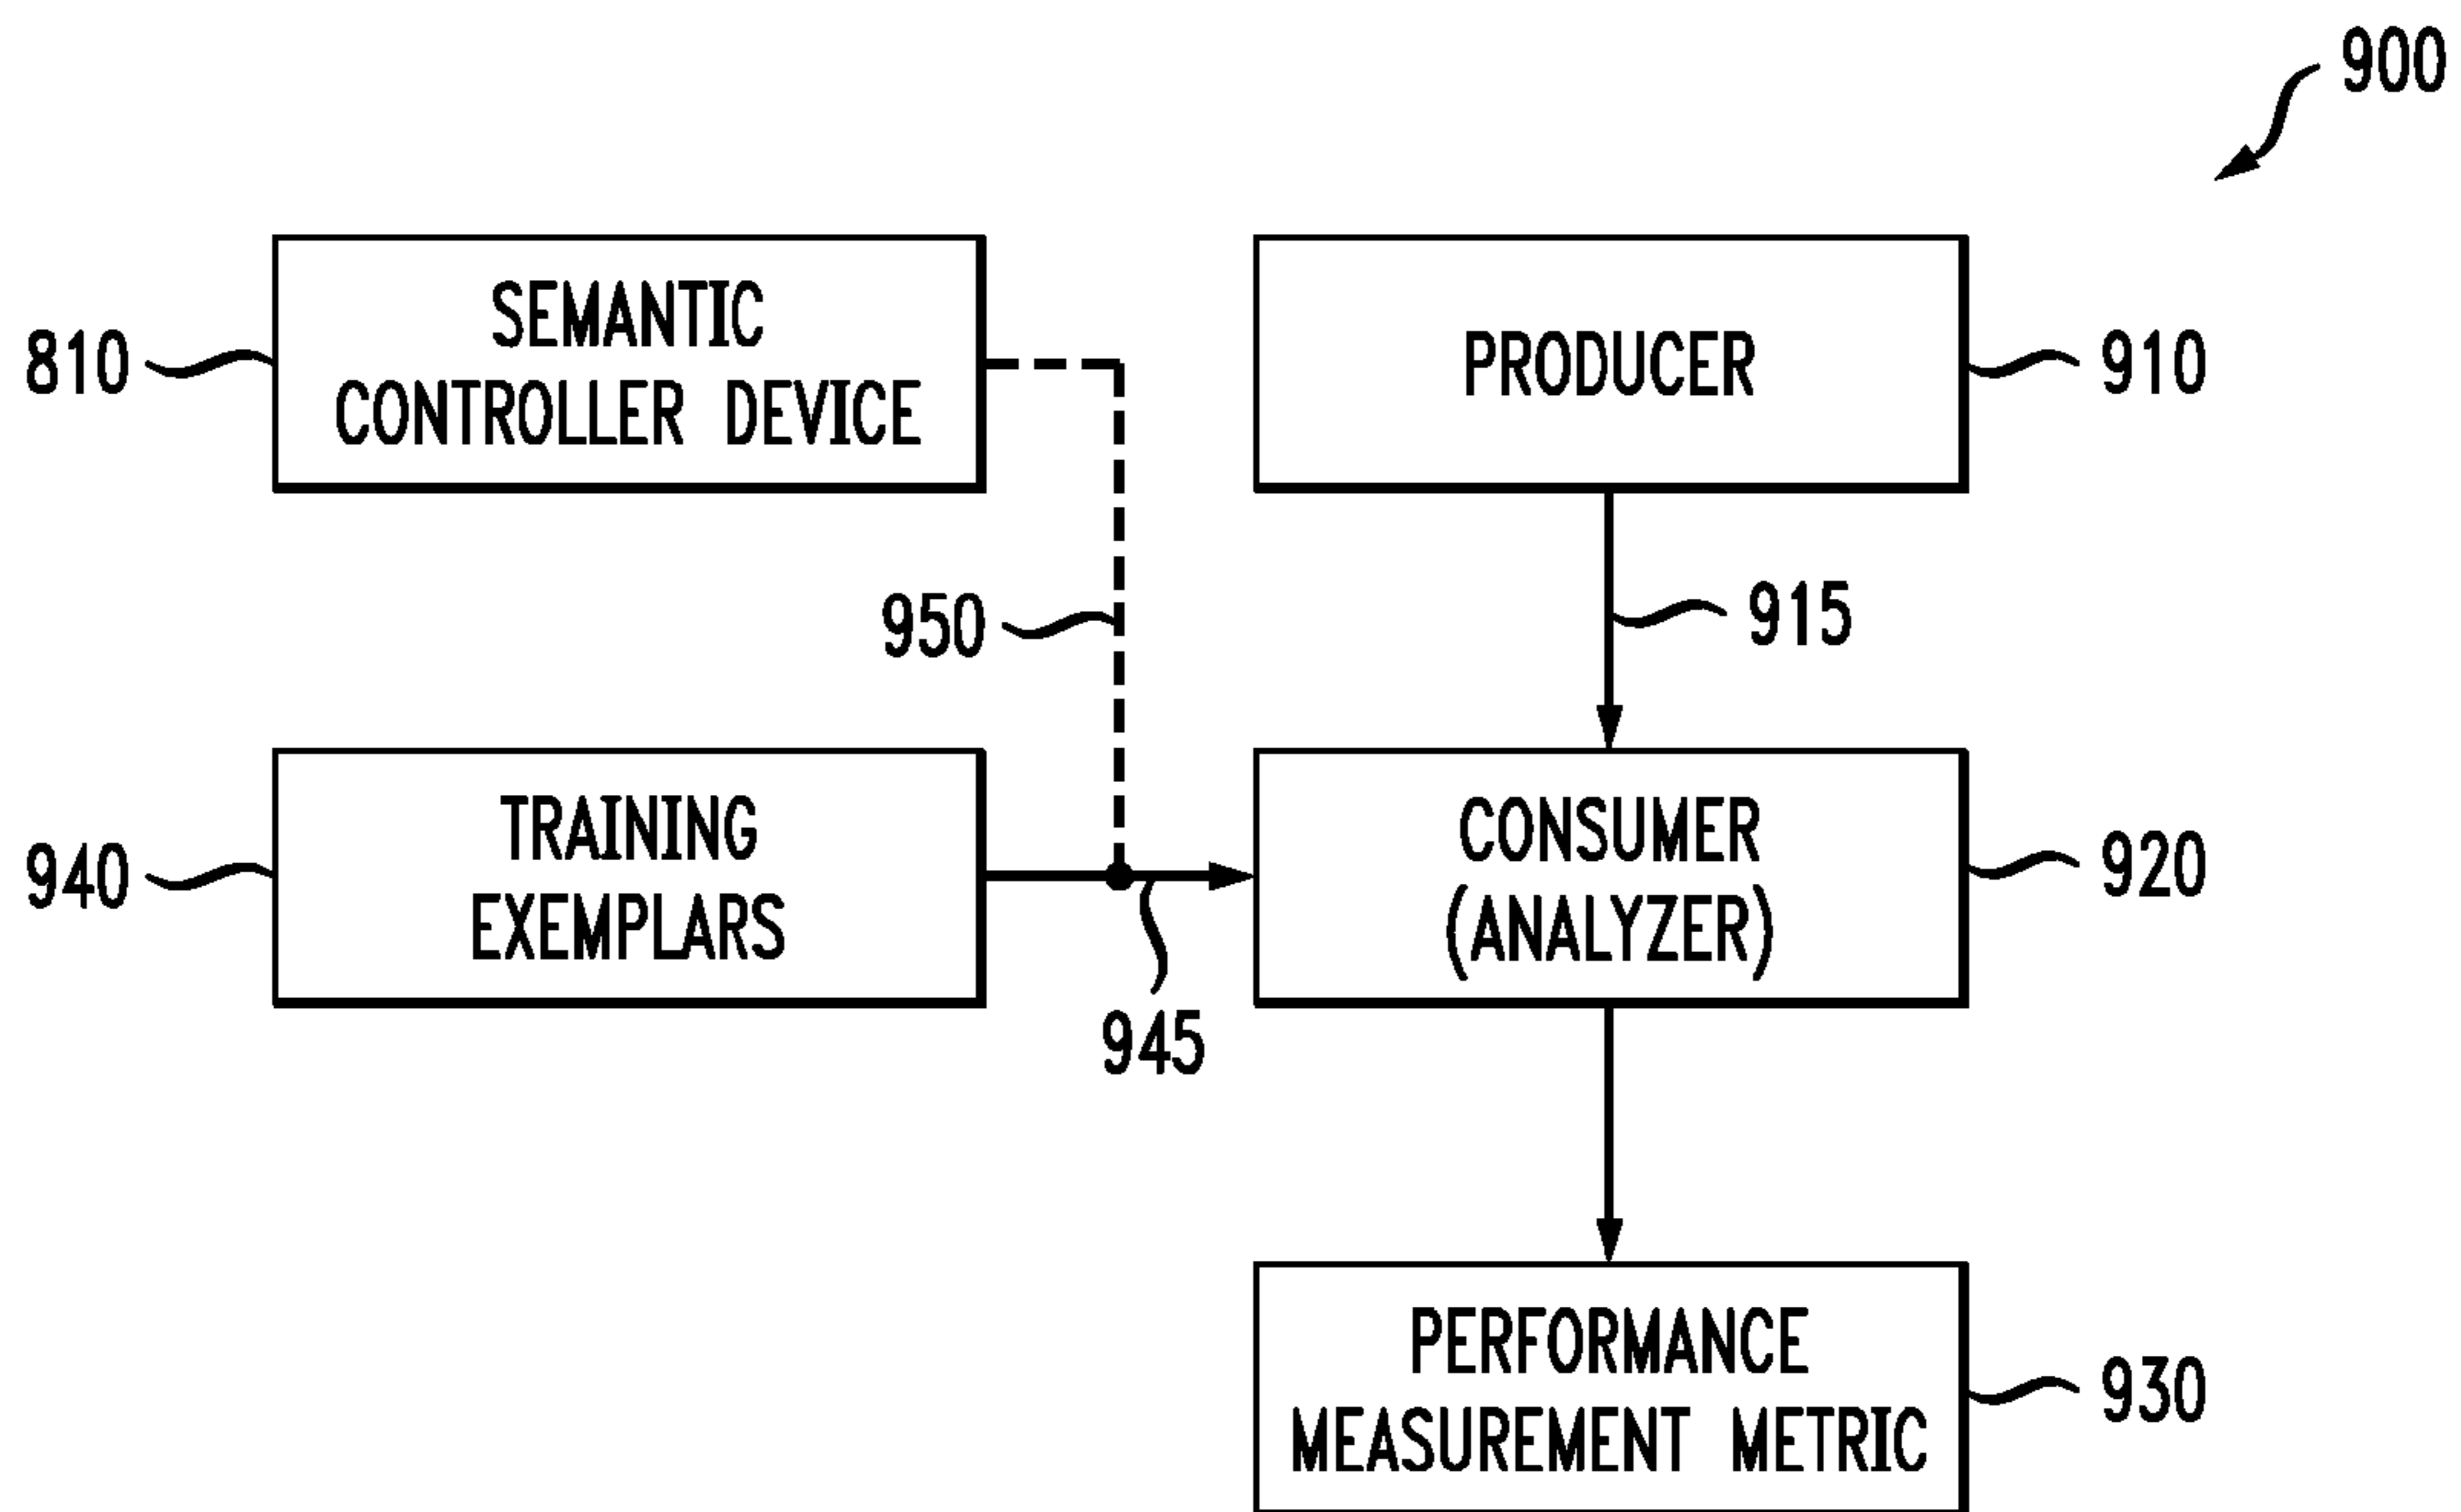 900
SEMANTIC
CONTROLLER DEVICE
810
PRODUCER
910
950
915
TRAINING
EXEMPLARS
940
CONSUMER
(ANALYZER)
920
945
PERFORMANCE
MEASUREMENT METRIC
930